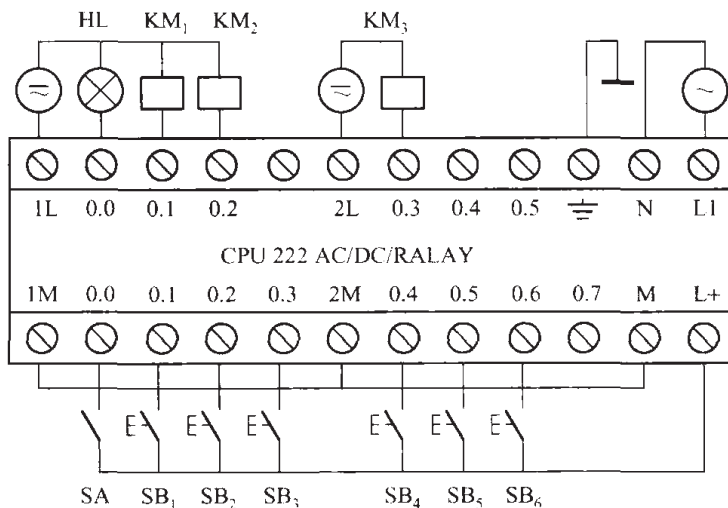 HL KM₁ KM₂ KM₃
1L 0.0 0.1 0.2 2L 0.3 0.4 0.5 N L1
CPU 222 AC/DC/RALAY
1M 0.0 0.1 0.2 0.3 2M 0.4 0.5 0.6 0.7 M L+
SA SB₁ SB₂ SB₃ SB₄ SB₅ SB₆